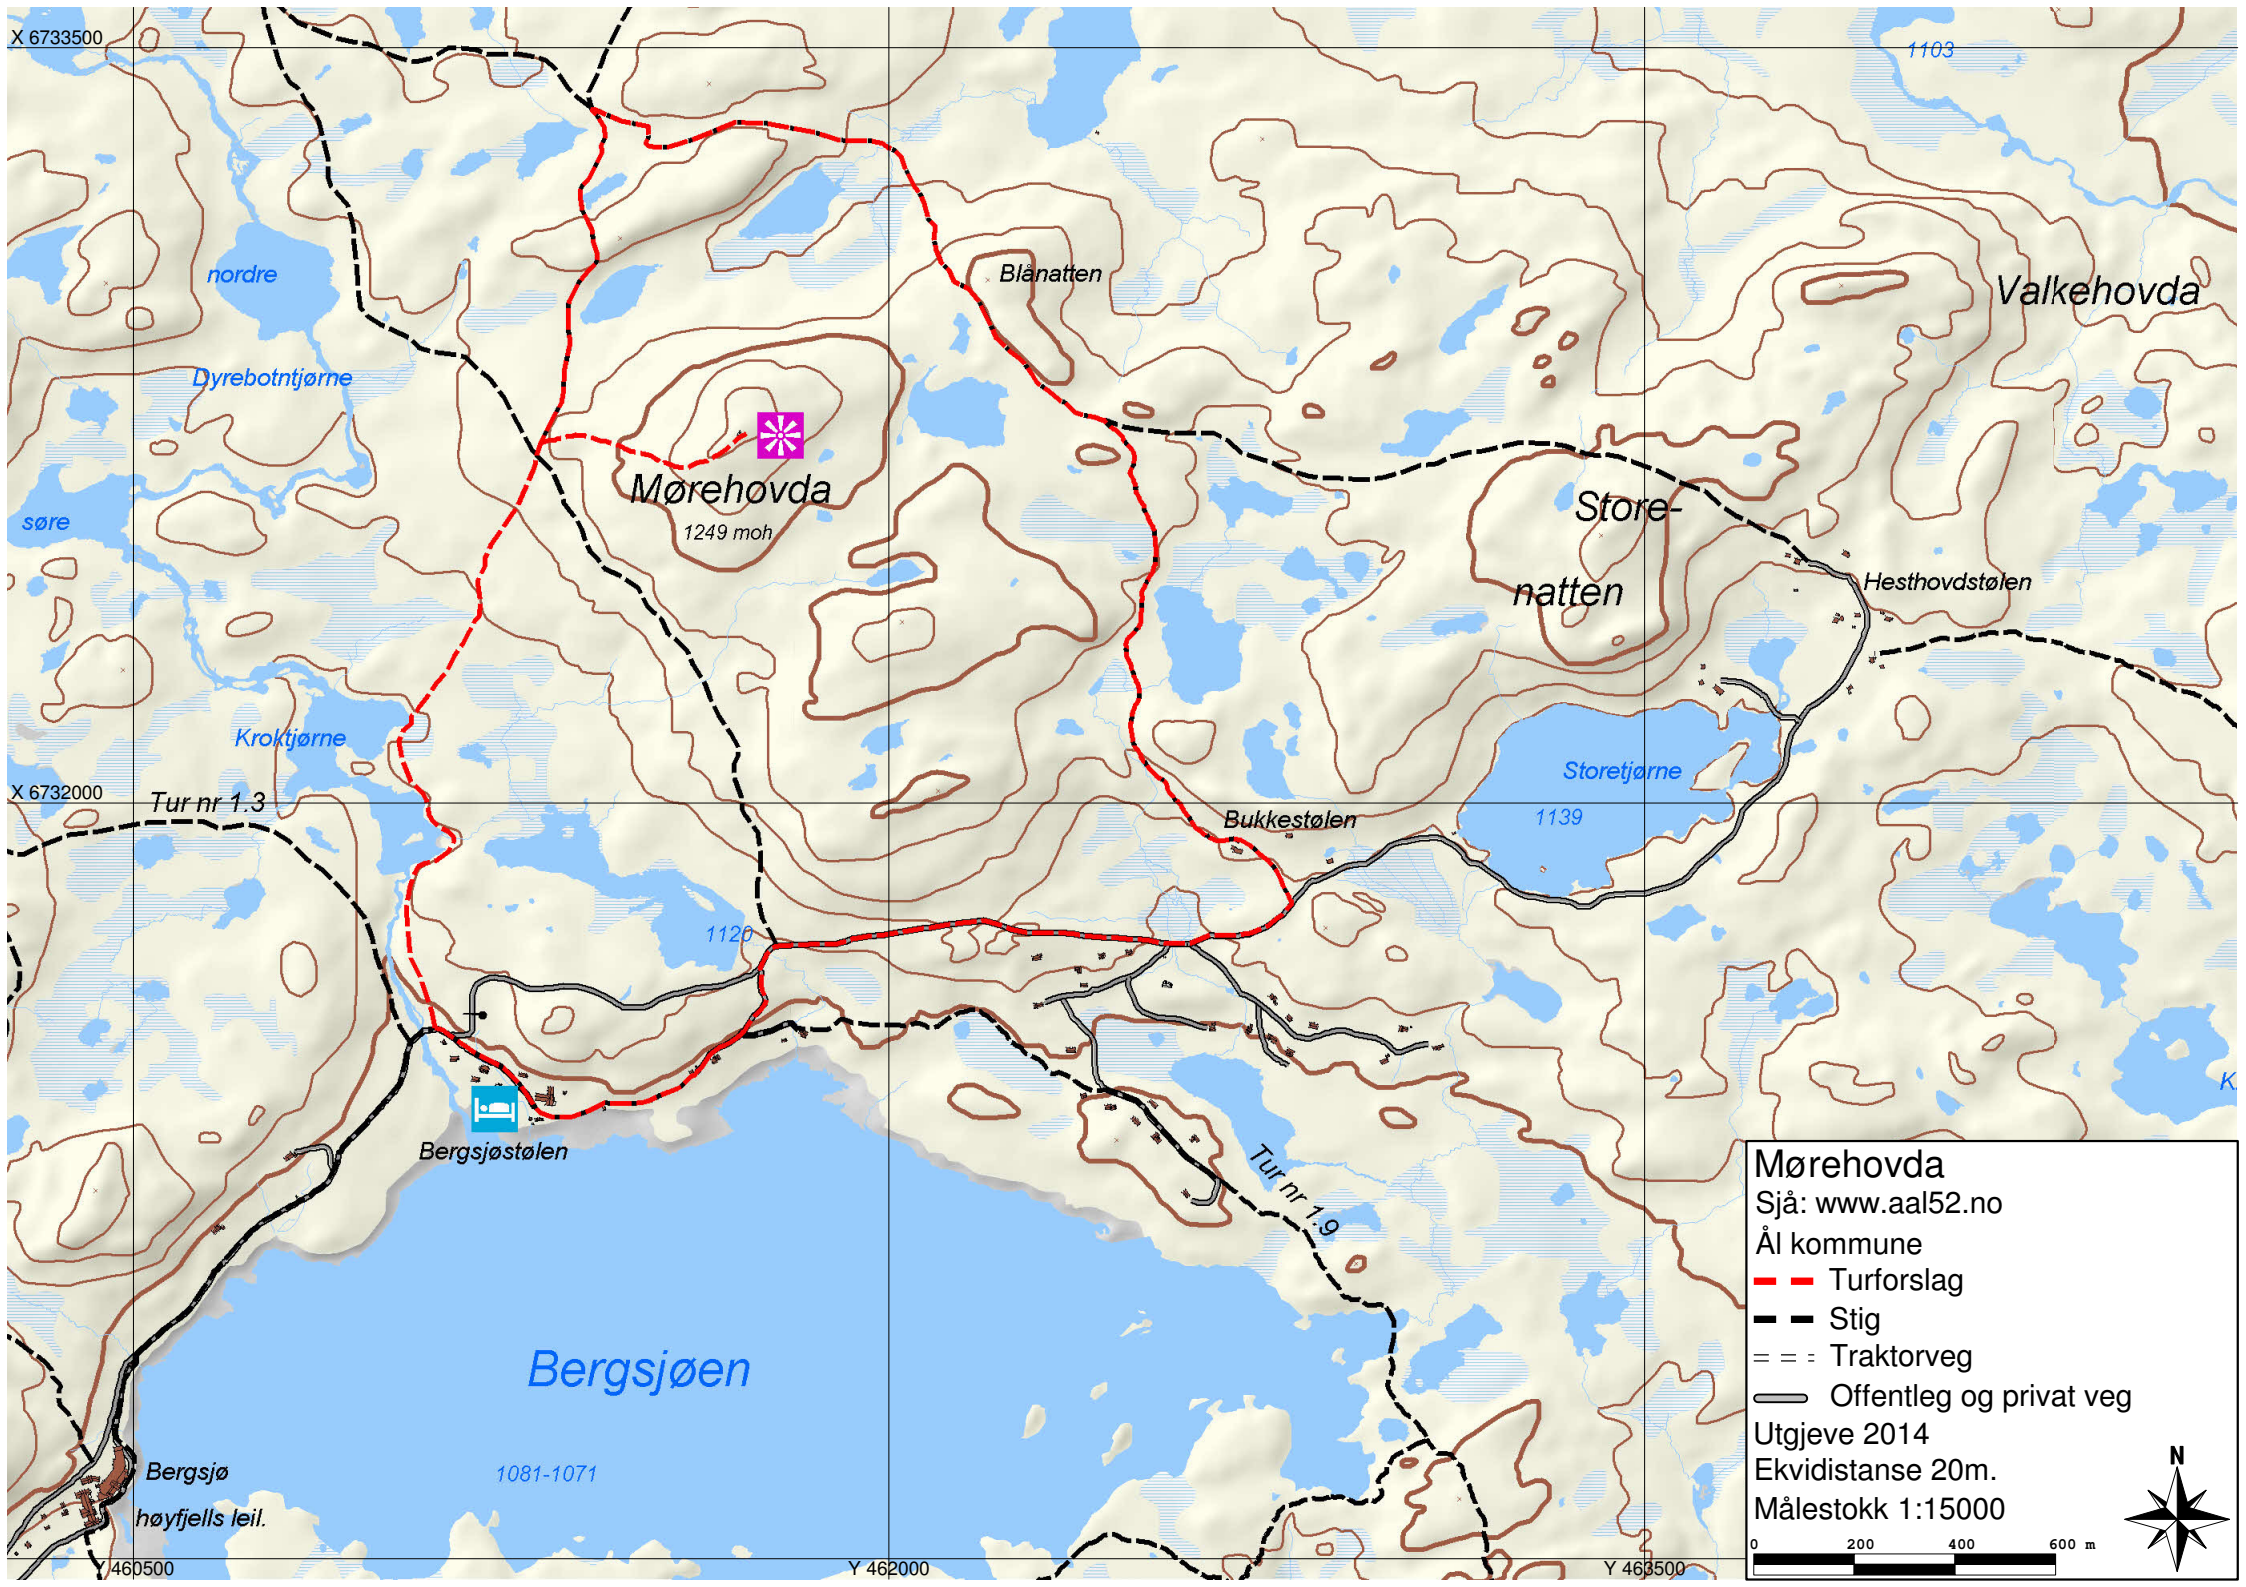 X 6733500
1103
nordre
Blånatten
Valkehovda
Dyrebotntjørne
Mørehovda
1249 moh
søre
Store-
natten
Hesthovdstølen
Kroktjørne
Storetjørne
1139
X 6732000
Tur nr 1.3
Bukkestølen
1120
Bergsjøstølen
Tur nr 1.9
K
Bergsjøen
1081-1071
Bergsjø
høyfjells leil.
Y 460500
Y 462000
Y 463500
Mørehovda
Sjå: www.aal52.no
Ål kommune
Turforslag
Stig
Traktorveg
Offentleg og privat veg
Utgjeve 2014
Ekvidistanse 20m.
Målestokk 1:15000
N
0 200 400 600 m